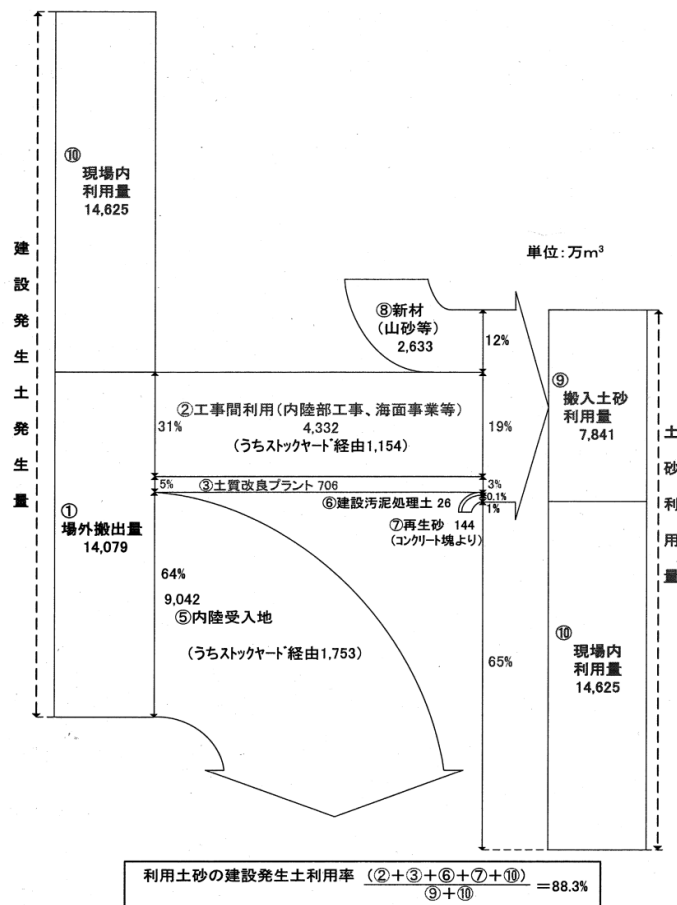 ⑩
現場内
利用量
14,625
建設発生土発生量
単位：万m³
⑧新材
(山砂等)
2,633
12%
⑨
搬入土砂
利用量
7,841
②工事間利用(内陸部工事、海面事業等)
4,332
(うちストックヤード経由1,154)
31%
19%
土砂利用量
5%
③土質改良プラント 706
3%
⑥建設汚泥処理土 26
0.1%
①
場外搬出量
14,079
⑦再生砂 144
(コンクリート塊より)
1%
64%
9,042
⑤内陸受入地
(うちストックヤード経由1,753)
65%
⑩
現場内
利用量
14,625
利用土砂の建設発生土利用率 (②+③+⑥+⑦+⑩)
⑨+⑩
=88.3%